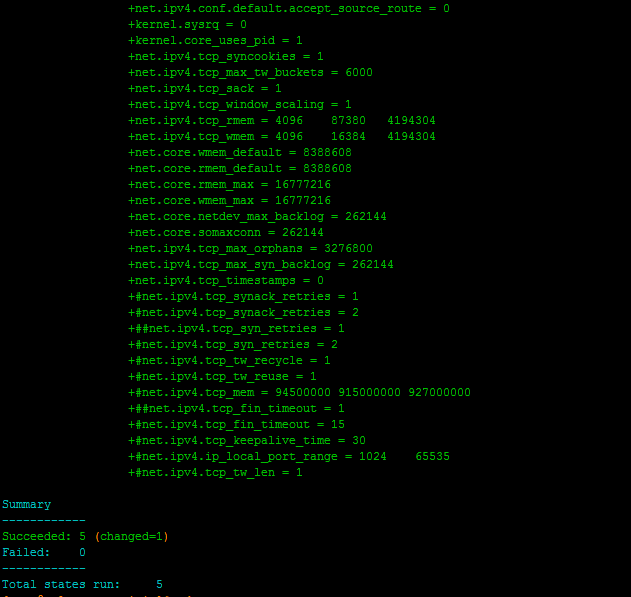 +net.ipv4.conf.default.accept_source_route = 0
+kernel.sysrq = 0
+kernel.core_uses_pid = 1
+net.ipv4.tcp_syncookies = 1
+net.ipv4.tcp_max_tw_buckets = 6000
+net.ipv4.tcp_sack = 1
+net.ipv4.tcp_window_scaling = 1
+net.ipv4.tcp_rmem = 4096    87380   4194304
+net.ipv4.tcp_wmem = 4096    16384   4194304
+net.core.wmem_default = 8388608
+net.core.rmem_default = 8388608
+net.core.rmem_max = 16777216
+net.core.wmem_max = 16777216
+net.core.netdev_max_backlog = 262144
+net.core.somaxconn = 262144
+net.ipv4.tcp_max_orphans = 3276800
+net.ipv4.tcp_max_syn_backlog = 262144
+net.ipv4.tcp_timestamps = 0
+#net.ipv4.tcp_synack_retries = 1
+#net.ipv4.tcp_synack_retries = 2
+##net.ipv4.tcp_syn_retries = 1
+#net.ipv4.tcp_syn_retries = 2
+#net.ipv4.tcp_tw_recycle = 1
+#net.ipv4.tcp_tw_reuse = 1
+#net.ipv4.tcp_mem = 94500000 915000000 927000000
+##net.ipv4.tcp_fin_timeout = 1
+#net.ipv4.tcp_fin_timeout = 15
+#net.ipv4.tcp_keepalive_time = 30
+#net.ipv4.ip_local_port_range = 1024    65535
+#net.ipv4.tcp_tw_len = 1
Summary
------------
Succeeded: 5 (changed=1)
Failed:    0
------------
Total states run:     5